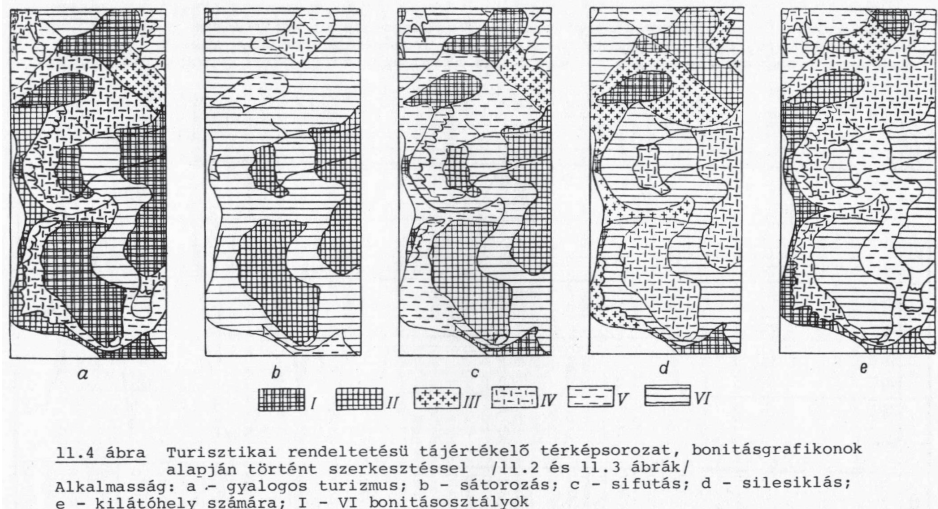 a b c d e
I II III IV V VI
11.4 ábra Turisztikai rendeltetésü tájértékelő térképsorozat, bonitásgrafikonok
alapján történt szerkesztéssel /11.2 és 11.3 ábrák/
Alkalmasság: a - gyalogos turizmus; b - sátorozás; c - sifutás; d - silesiklás;
e - kilátóhely számára; I - VI bonitásosztályok